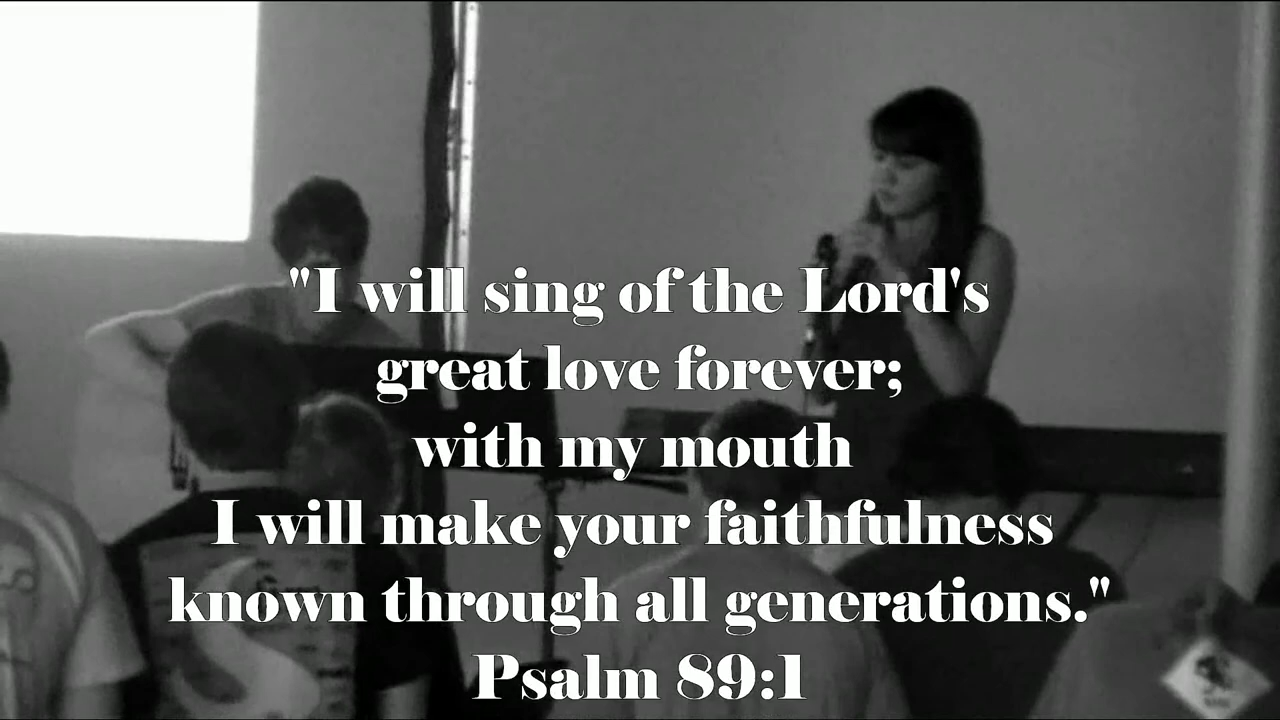 "I will sing of the Lord's
great love forever;
with my mouth
I will make your faithfulness
known through all generations."
Psalm 89:1